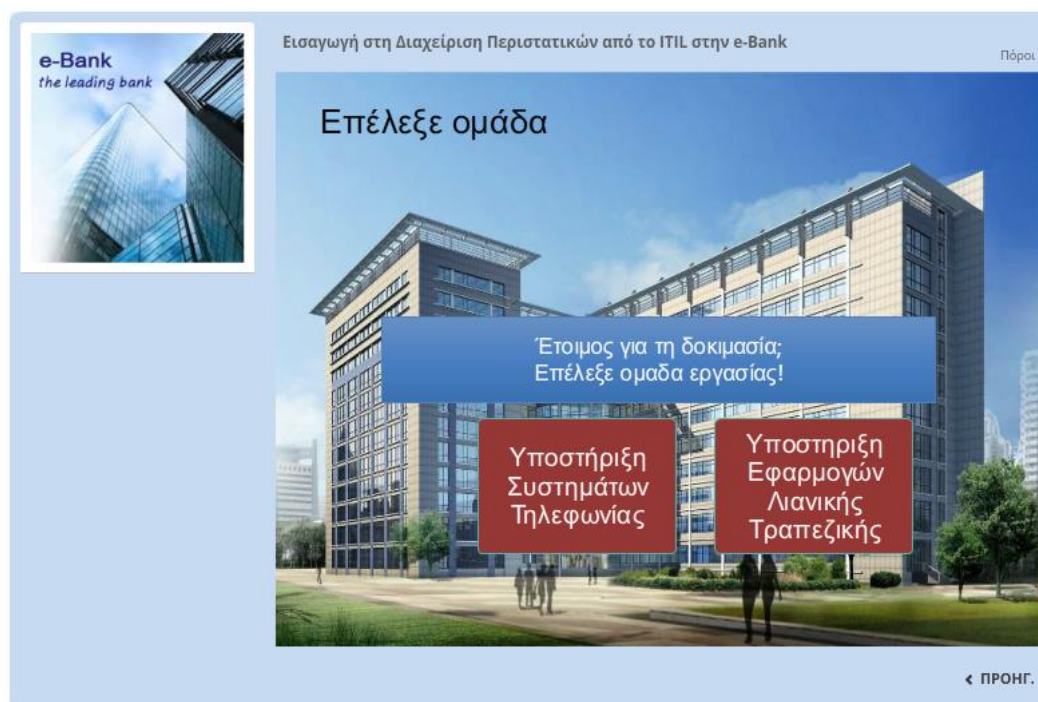 e-Bank
the leading bank
Εισαγωγή στη Διαχείριση Περιστατικών από το ITIL στην e-Bank
Πόροι
Επέλεξε ομάδα
Έτοιμος για τη δοκιμασία;
Επέλεξε ομαδα εργασίας!
Υποστήριξη
Συστημάτων
Τηλεφωνίας
Υποστηριξη
Εφαρμογών
Λιανικής
Τραπεζικής
ΠΡΟΗΓ.